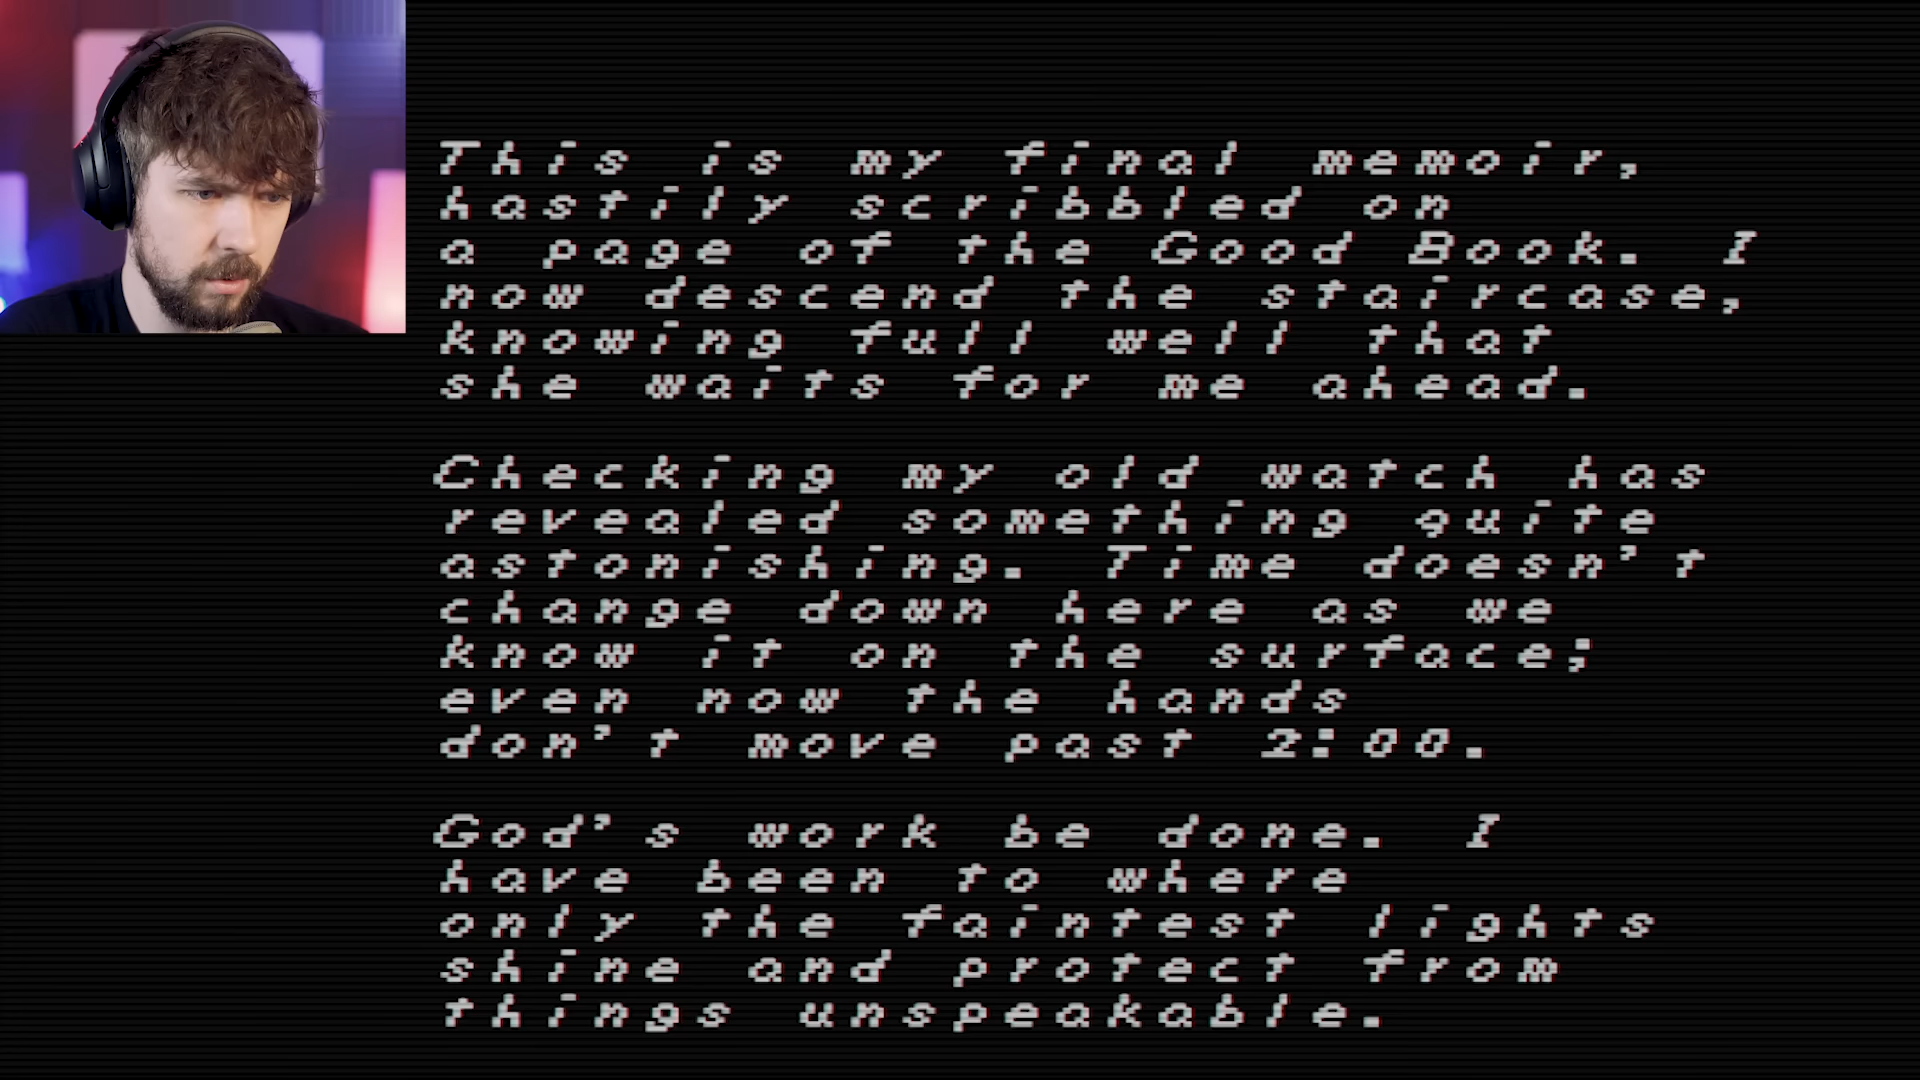 This is my final memoir,
hastily scribbled on
a page of the Good Book. I
now descend the staircase,
knowing full well that
she waits for me ahead.
Checking my old watch has
revealed something quite
astonishing. Time doesn't
change down here as we
know it on the surface;
even now the hands
don't move past 2:00.
God's work be done. I
have been to where
only the faintest lights
shine and protect from
things unspeakable.